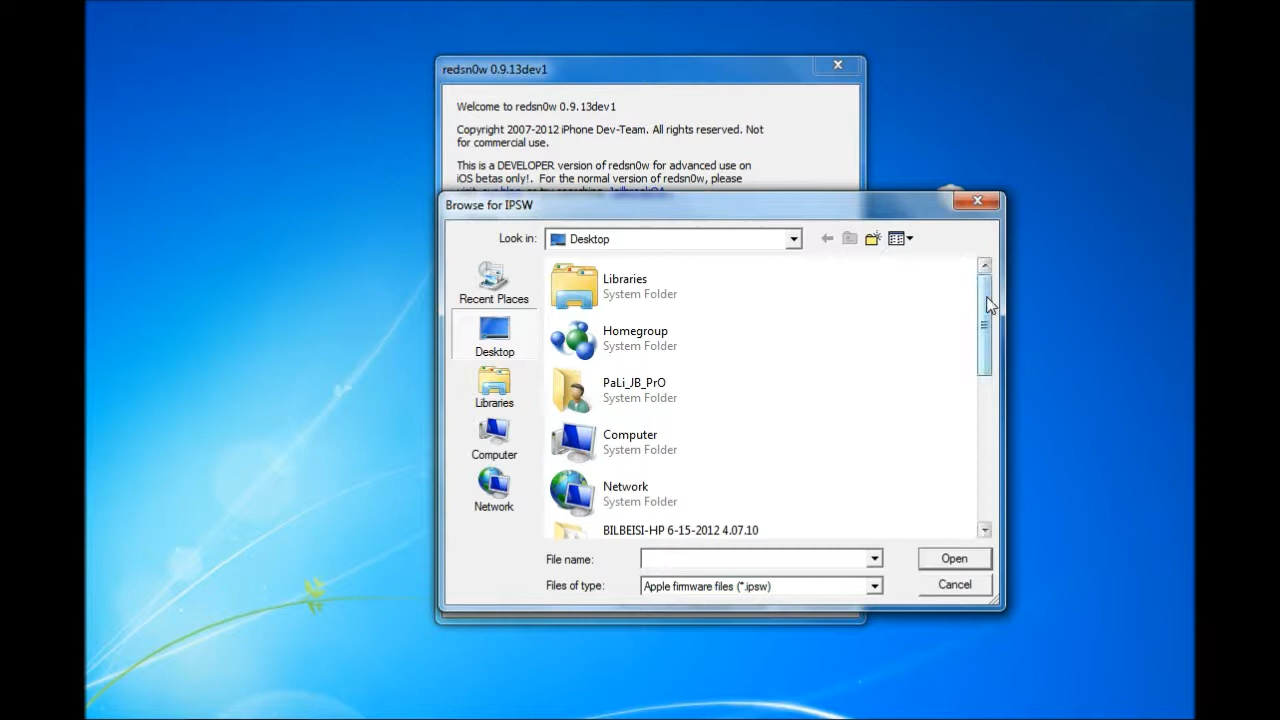 redsn0w 0.9.13dev1
Welcome to redsn0w 0.9.13dev1
Copyright 2007-2012 iPhone Dev-Team. All rights reserved. Not
for commercial use.
This is a DEVELOPER version of redsn0w for advanced use on
iOS betas only!. For the normal version of redsn0w, please
Browse for IPSW
Look in:
Desktop
Recent Places
Desktop
Libraries
Computer
Network
Libraries
System Folder
Homegroup
System Folder
PaLi_JB_PrO
System Folder
Computer
System Folder
Network
System Folder
BILBEISI-HP 6-15-2012 4.07.10
File name:
Open
Files of type:
Apple firmware files (*.ipsw)
Cancel